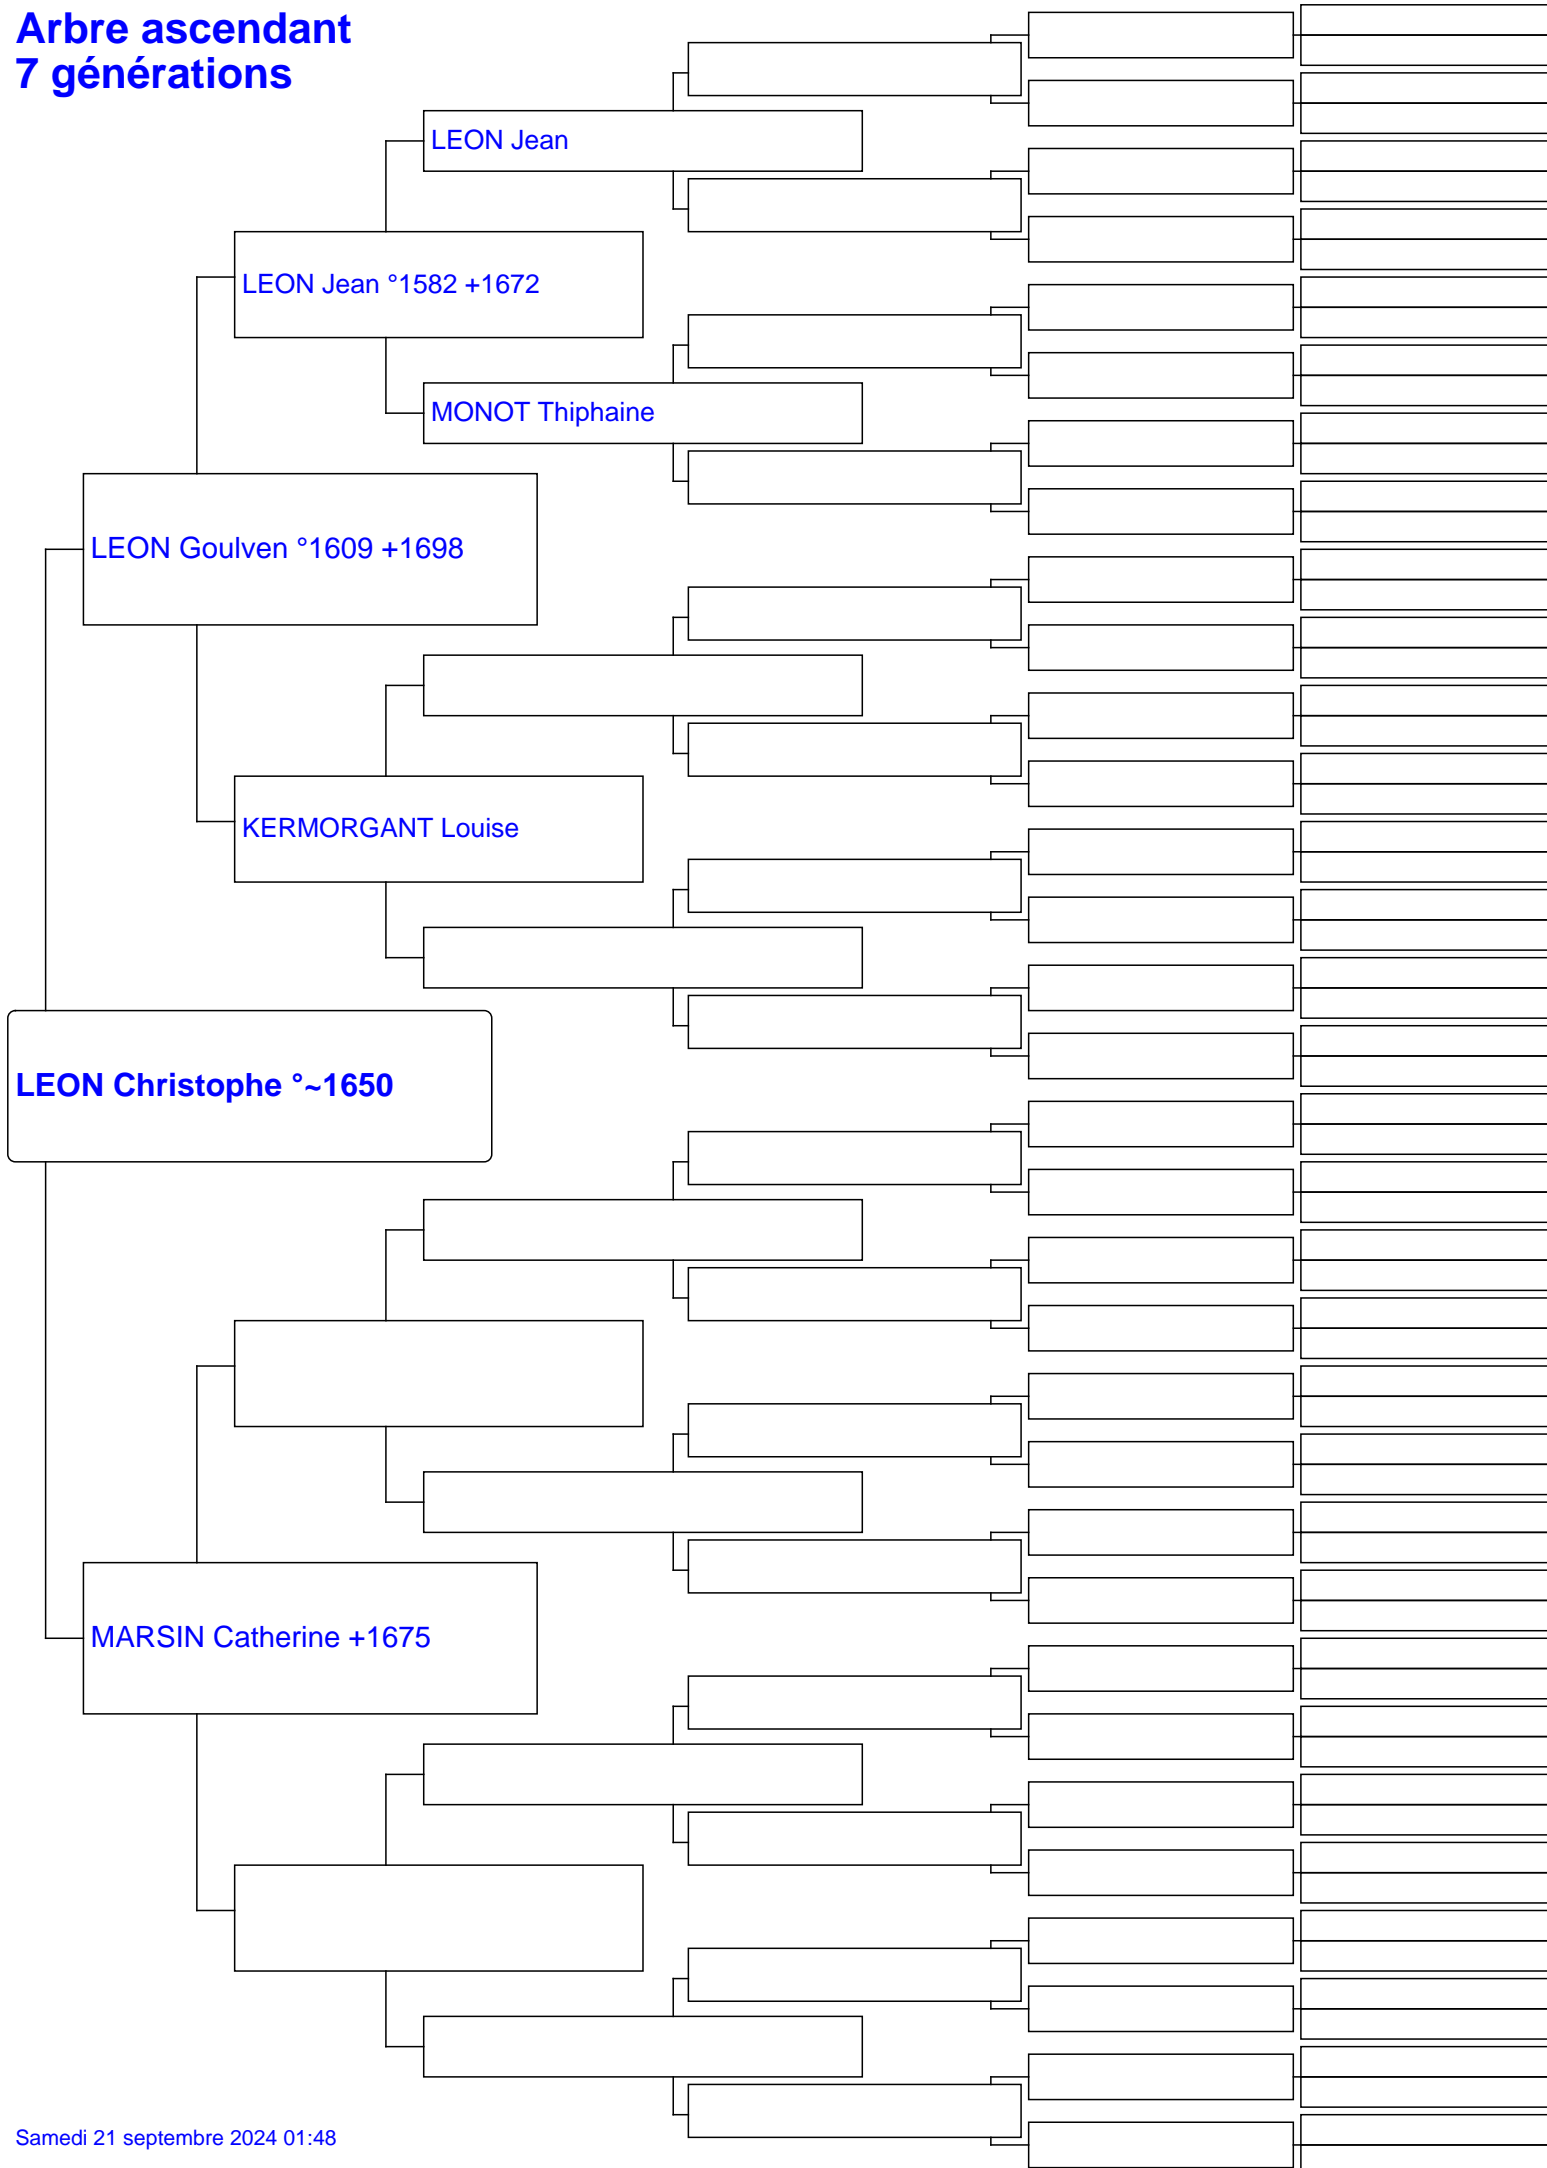 Arbre ascendant
7 générations
LEON Jean
LEON Jean °1582 +1672
MONOT Thiphaine
LEON Goulven °1609 +1698
KERMORGANT Louise
LEON Christophe °~1650
MARSIN Catherine +1675
Samedi 21 septembre 2024 01:48